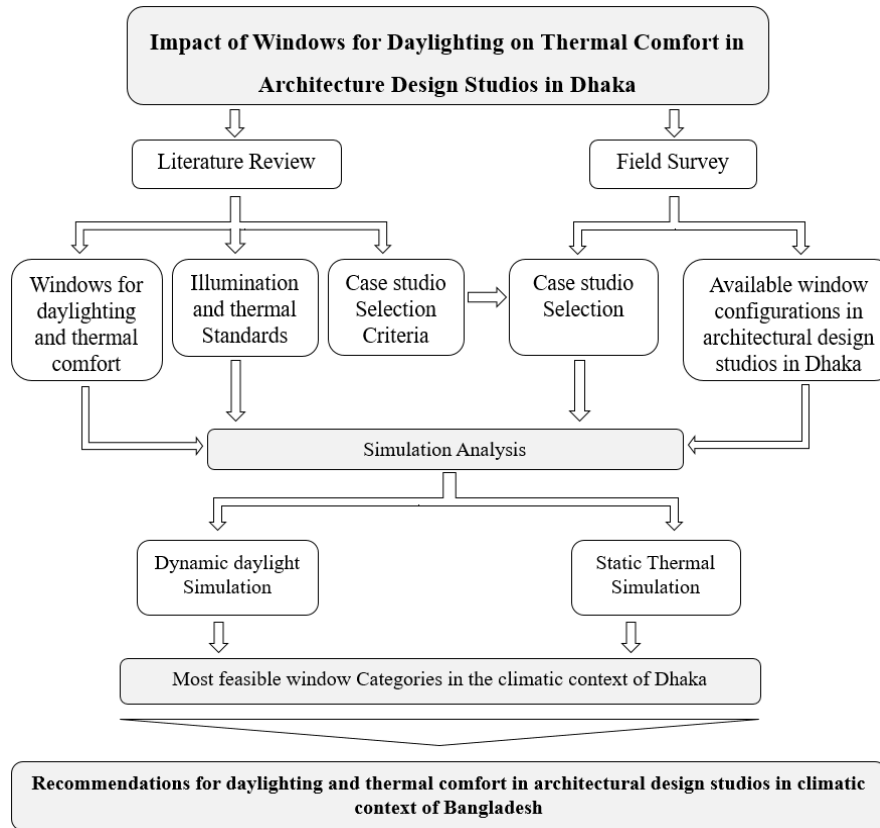 Impact of Windows for Daylighting on Thermal Comfort in
Architecture Design Studios in Dhaka
Literature Review
Field Survey
Windows for
daylighting
and thermal
comfort
Illumination
and thermal
Standards
Case studio
Selection
Criteria
Case studio
Selection
Available window
configurations in
architectural design
studios in Dhaka
Simulation Analysis
Dynamic daylight
Simulation
Static Thermal
Simulation
Most feasible window Categories in the climatic context of Dhaka
Recommendations for daylighting and thermal comfort in architectural design studios in climatic
context of Bangladesh